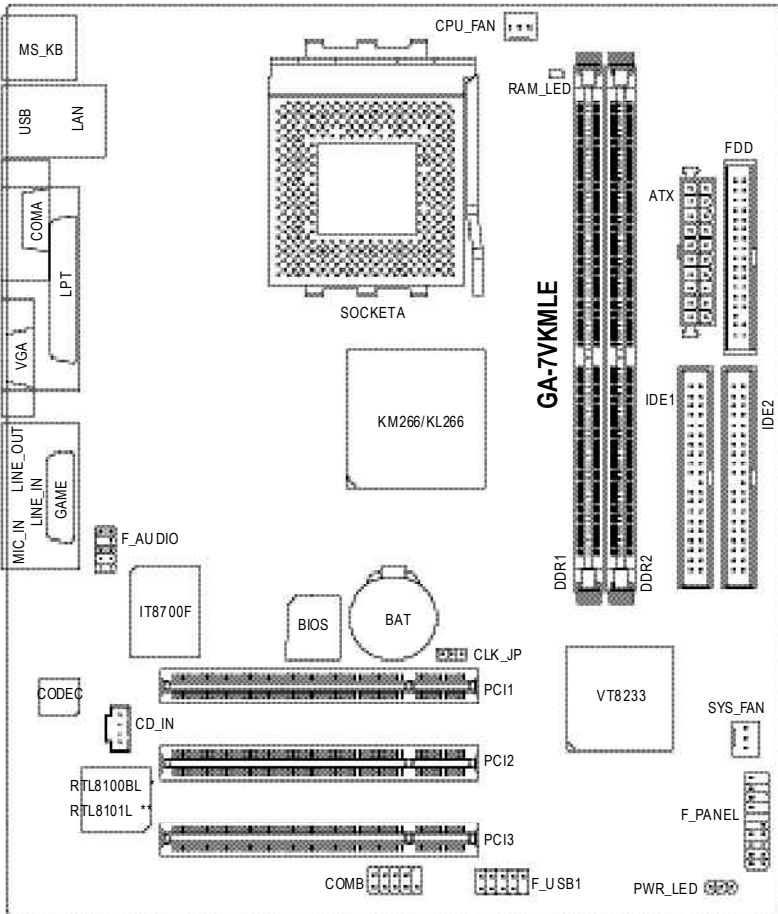 CPU_FAN
MS_KB
RAM_LED
USB
LAN
FDD
ATX
COMA
LPT
SOCKETA
VGA
GA-7VKMLE
KM266/KL266
IDE1
IDE2
MIC_IN
LINE_OUT
LINE_IN
GAME
F_AUDIO
DDR1
DDR2
IT8700F
BIOS
BAT
CLK_JP
CODEC
PCI1
VT8233
CD_IN
SYS_FAN
PCI2
RTL8100BL *
RTL8101L **
F_PANEL
PCI3
COMB
F_USB1
PWR_LED